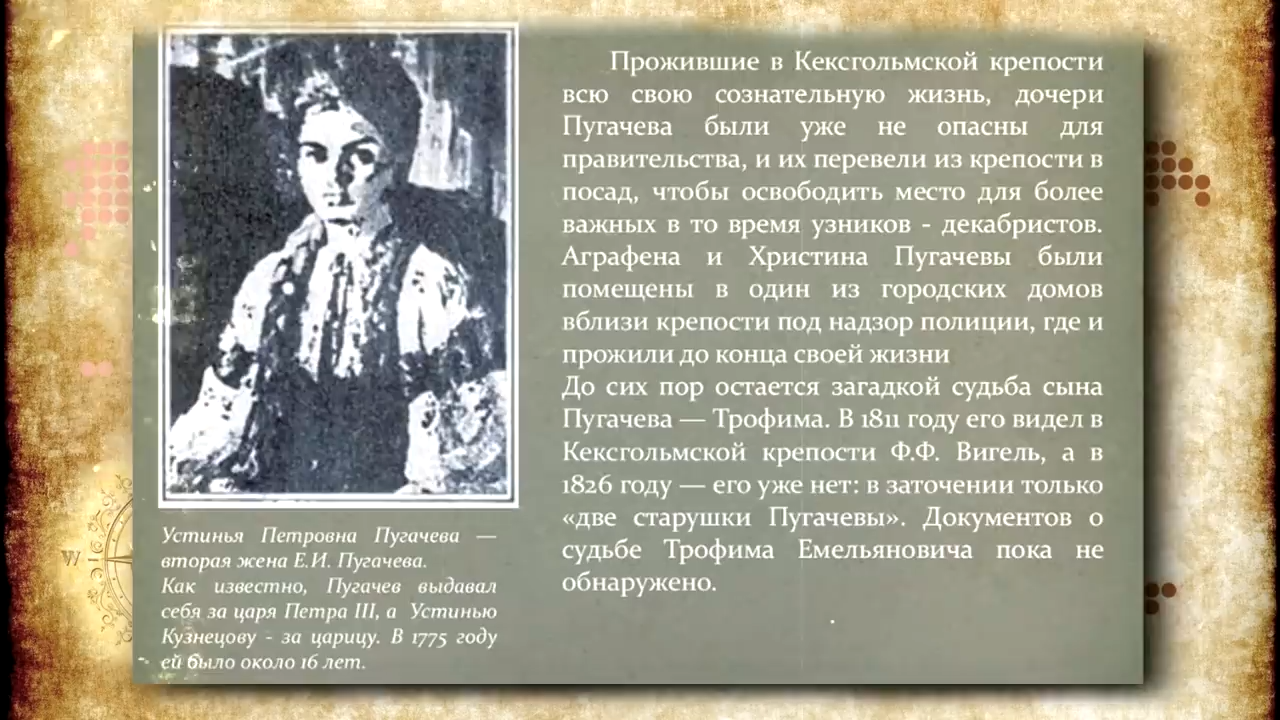 Прожившие в Кексгольмской крепости
всю свою сознательную жизнь, дочери
Пугачева были уже не опасны для
правительства, и их перевели из крепости в
посад, чтобы освободить место для более
важных в то время узников - декабристов.
Аграфена и Христина Пугачевы были
помещены в один из городских домов
вблизи крепости под надзор полиции, где и
прожили до конца своей жизни
До сих пор остается загадкой судьба сына
Пугачева — Трофима. В 1811 году его видел в
Кексгольмской крепости Ф.Ф. Вигель, а в
1826 году — его уже нет: в заточении только
«две старушки Пугачевы». Документов о
судьбе Трофима Емельяновича пока не
обнаружено.
.
Устинья Петровна Пугачева —
вторая жена Е.И. Пугачева.
Как известно, Пугачев выдавал
себя за царя Петра III, а Устинью
Кузнецову - за царицу. В 1775 году
ей было около 16 лет.
W